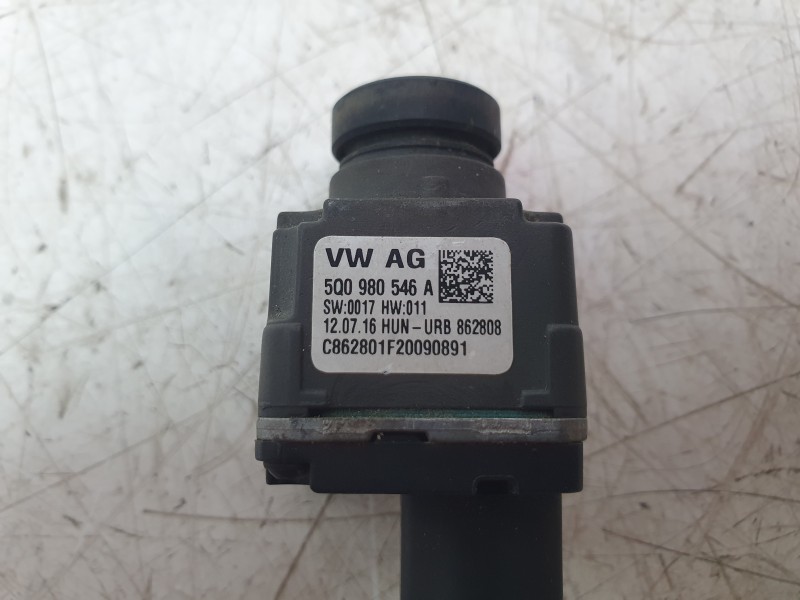 VW AG
5Q0 980 546 A
SW:0017 HW:011
12.07.16 HUN-URB 862808
C862801F20090891